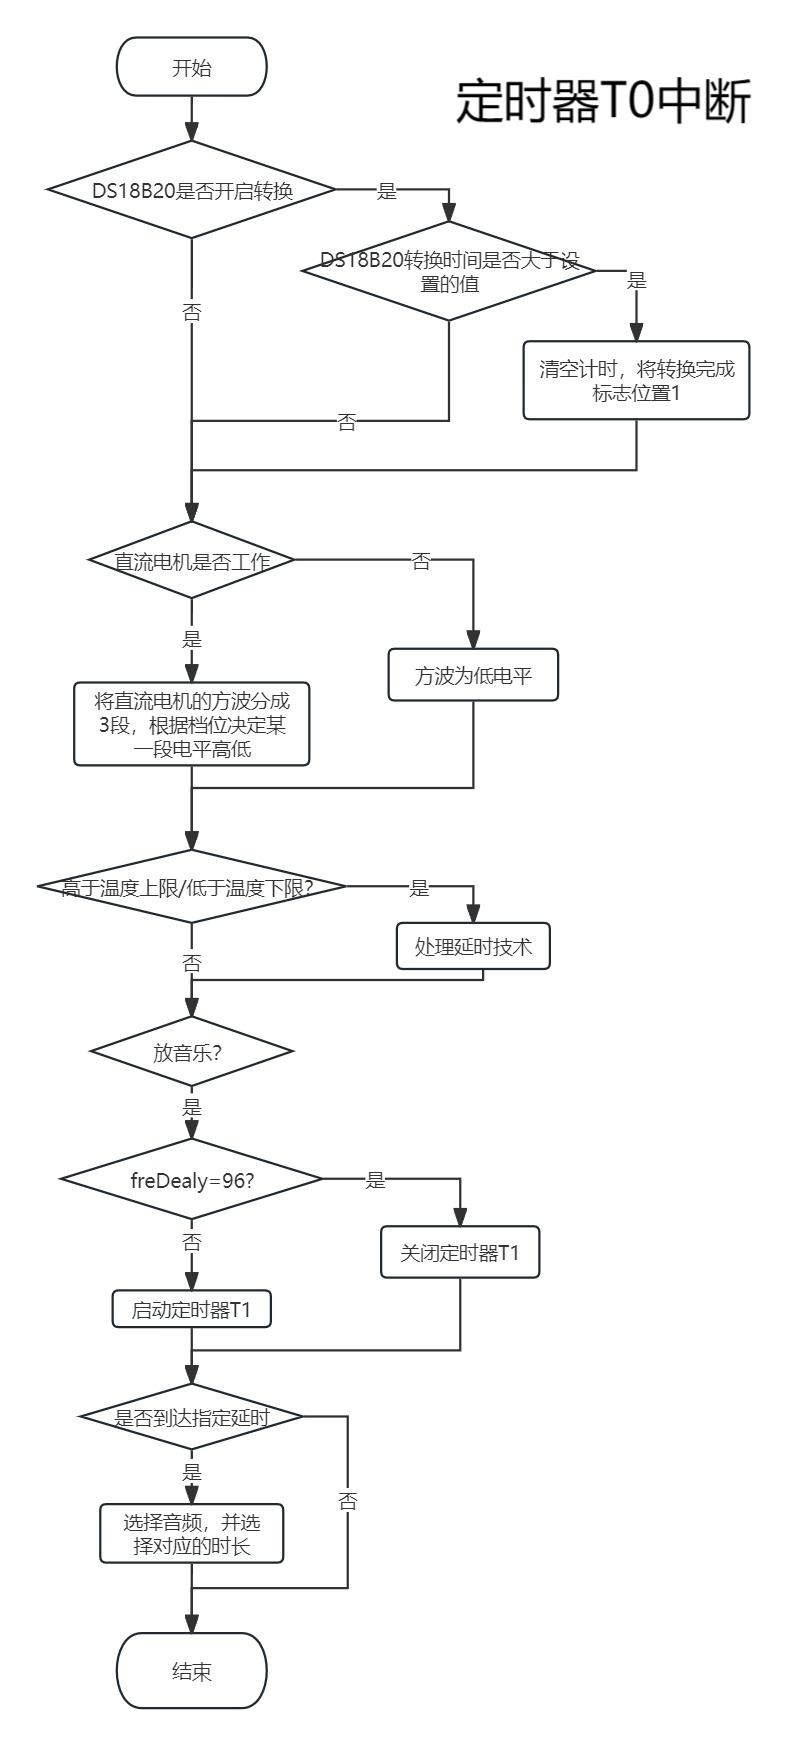 开始
定时器T0中断
DS18B20是否开启转换
是
DS18B20转换时间是否大于设
置的值
是
否
清空计时，将转换完成
标志位置1
否
直流电机是否工作
否
是
方波为低电平
将直流电机的方波分成
3段，根据档位决定某
一段电平高低
高于温度上限/低于温度下限？
是
处理延时技术
否
放音乐？
是
freDealy=96?
是
否
关闭定时器T1
启动定时器T1
是否到达指定延时
是
否
选择音频，并选
择对应的时长
结束